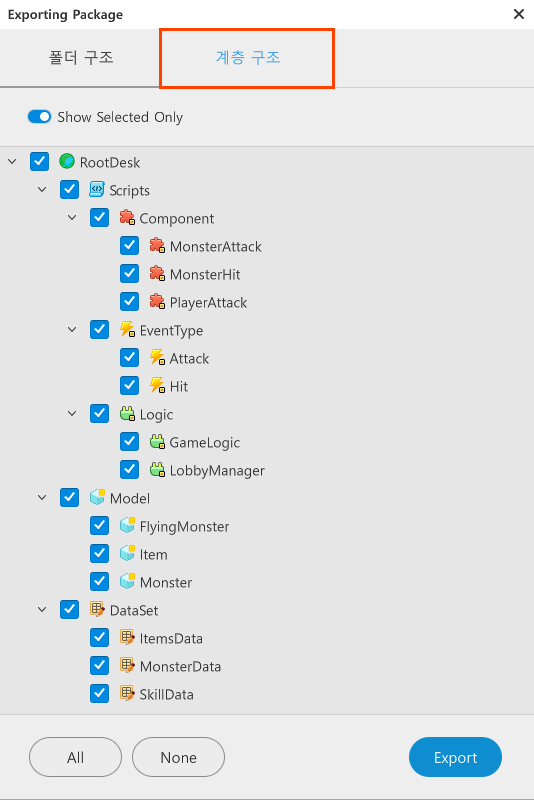 Exporting Package
폴더 구조
계층 구조
Show Selected Only
RootDesk
Scripts
Component
MonsterAttack
MonsterHit
PlayerAttack
EventType
Attack
Hit
Logic
GameLogic
LobbyManager
Model
FlyingMonster
Item
Monster
DataSet
ItemsData
MonsterData
SkillData
All
None
Export